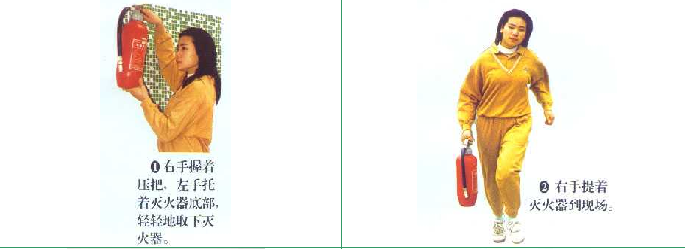 ❶右手握着
压把，左手托
着灭火器底部，
轻轻地取下灭
火器。
❷ 右手提着
灭火器到现场。